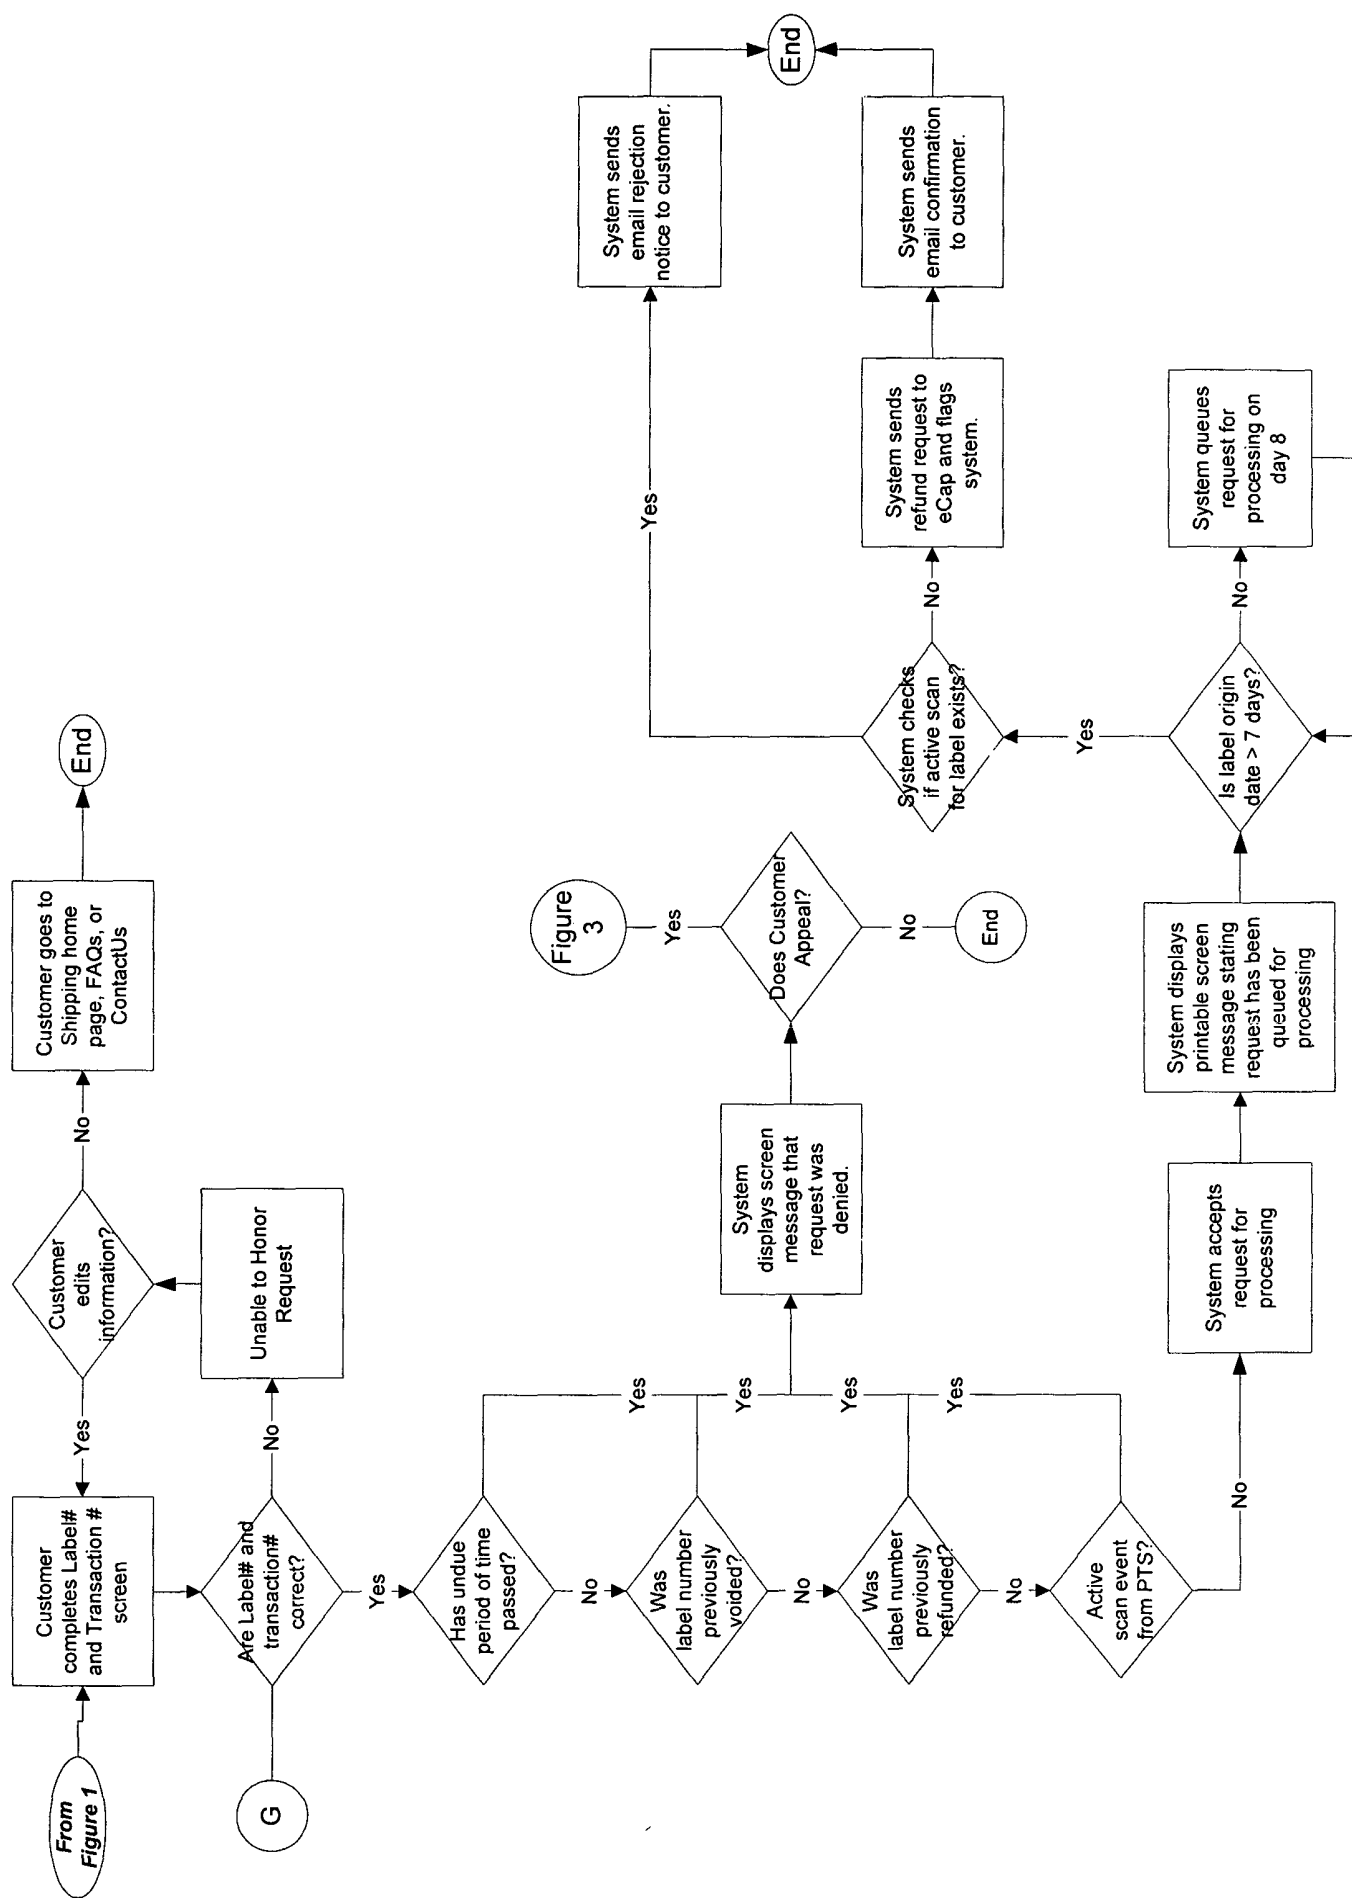 From
Figure 1
Customer
completes Label#
and Transaction #
screen
Yes
Customer
edits
information?
No
Customer goes to
Shipping home
page, FAQs, or
ContactUs
End
G
Are Label# and
transaction#
correct?
No
Unable to Honor
Request
Yes
Has undue
period of time
passed?
Yes
No
Was
label number
previously
voided?
Yes
No
Was
label number
previously
refunded?
Yes
No
Active
scan event
from PTS?
Yes
No
System
displays screen
message that
request was
denied.
Does Customer
Appeal?
Yes
Figure
3
No
End
System accepts
request for
processing
System displays
printable screen
message stating
request has been
queued for
processing
Is label origin
date > 7 days?
No
System queues
request for
processing on
day 8
Yes
System checks
if active scan
for label exists?
No
System sends
refund request to
eCap and flags
system.
System sends
email confirmation
to customer.
Yes
System sends
email rejection
notice to customer.
End